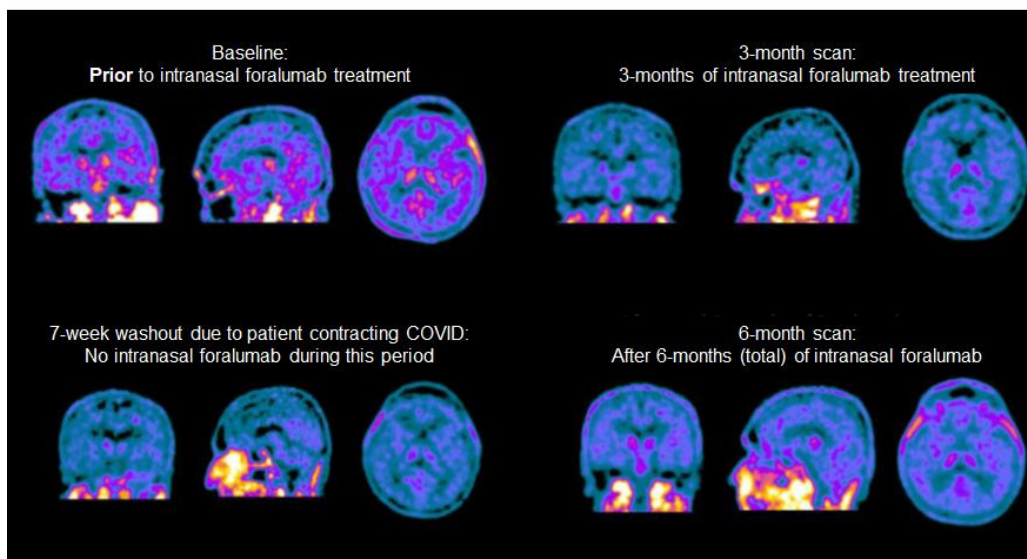 Baseline:
Prior to intranasal foralumab treatment
3-month scan:
3-months of intranasal foralumab treatment
7-week washout due to patient contracting COVID:
No intranasal foralumab during this period
6-month scan:
After 6-months (total) of intranasal foralumab